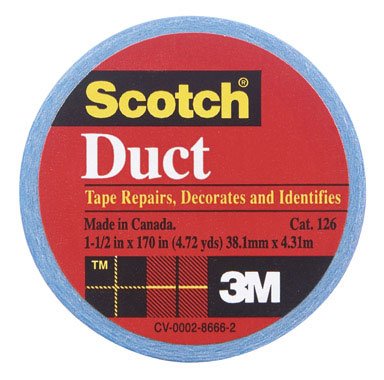 Scotch®
Duct
Tape Repairs, Decorates and Identifies
Made in Canada. Cat. 126
1-1/2 in x 170 in (4.72 yds) 38.1mm x 4.31m
™
3M
CV-0002-8666-2